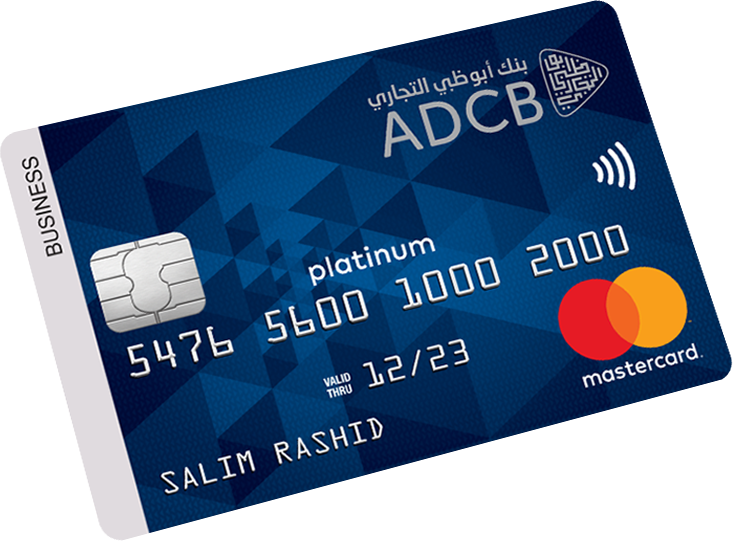 بنك أبوظبي التجاري
ADCB
BUSINESS
platinum
5476 5600 1000 2000
VALID THRU 12/23
SALIM RASHID
mastercard.